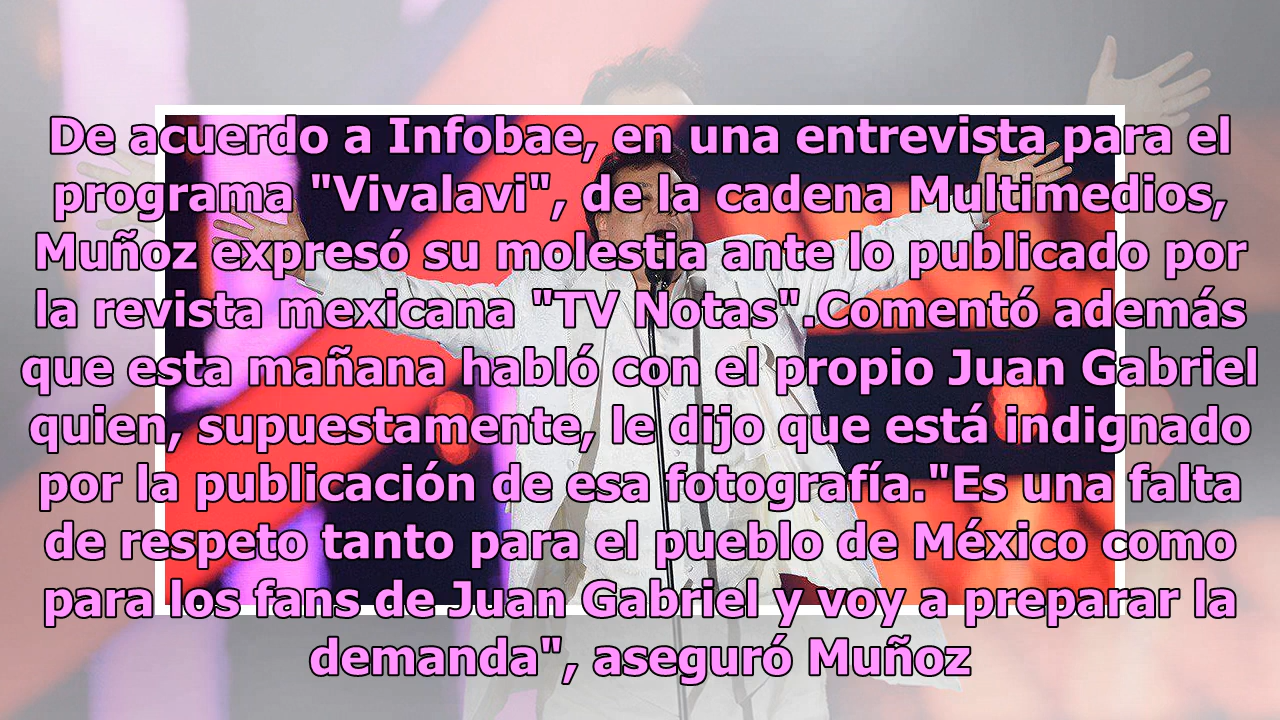 De acuerdo a Infobae, en una entrevista para el
programa "Vivalavi", de la cadena Multimedios,
Muñoz expresó su molestia ante lo publicado por
la revista mexicana "TV Notas".Comentó además
que esta mañana habló con el propio Juan Gabriel
quien, supuestamente, le dijo que está indignado
por la publicación de esa fotografía."Es una falta
de respeto tanto para el pueblo de México como
para los fans de Juan Gabriel y voy a preparar la
demanda", aseguró Muñoz